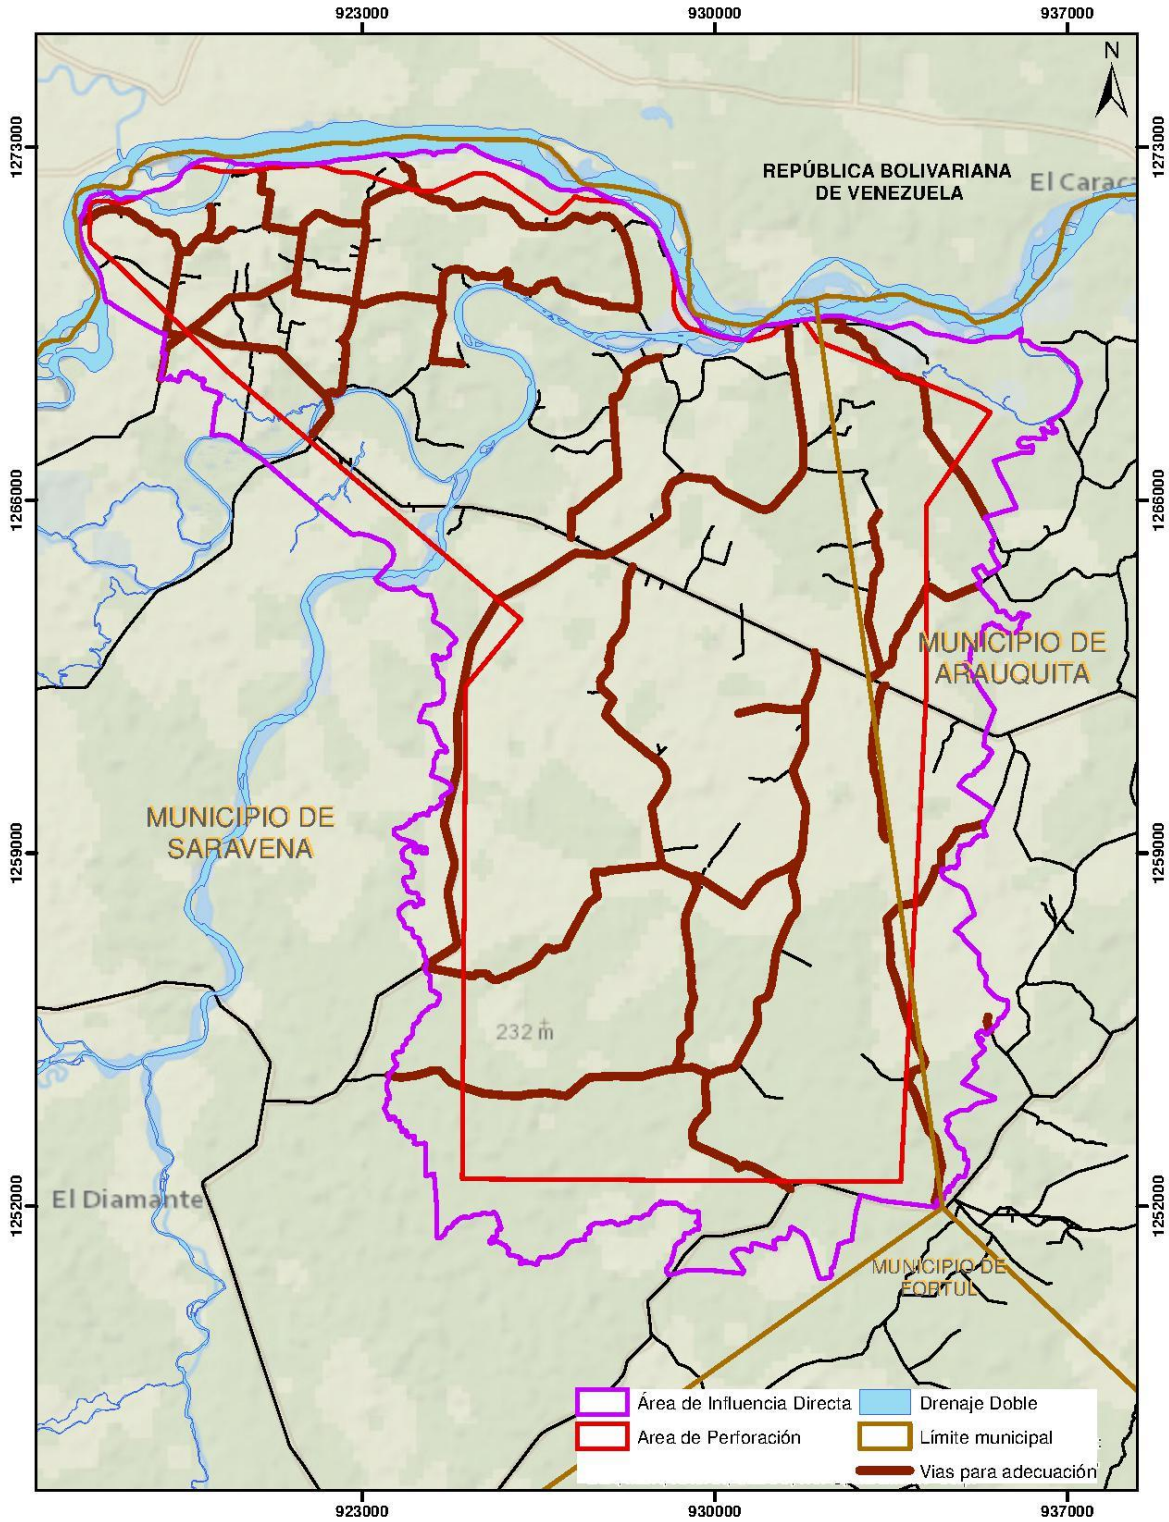 923000
930000
937000
N
1273000
1273000
REPÚBLICA BOLIVARIANA
DE VENEZUELA
El Caraca
1266000
1266000
MUNICIPIO DE
ARAUQUITA
MUNICIPIO DE
SARAVENA
1259000
1259000
232 m
El Diamante
1252000
1252000
MUNICIPIO DE
FORTUL
Área de Influencia Directa
Drenaje Doble
Area de Perforación
Límite municipal
Vias para adecuación
923000
930000
937000